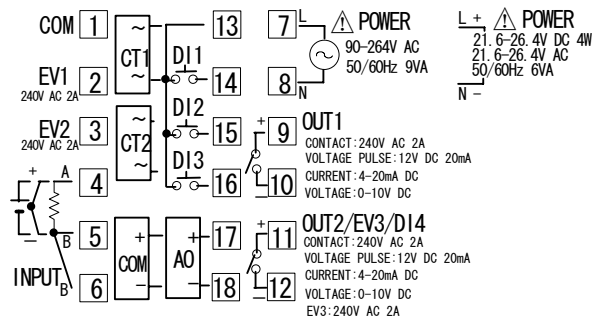 COM 1
EV1 2
240V AC 2A
EV2 3
240V AC 2A
4
5
6
+
A
—
B
INPUT B
~
CT1
~
~
CT2
~
+
COM
—
+
AO
—
13
DI1
14
DI2
15
DI3
16
17
18
7 L ⚠ POWER
~
90-264V AC
50/60Hz 9VA
8 N
L + ⚠ POWER
21.6-26.4V DC 4W
21.6-26.4V AC
50/60Hz 6VA
N −
+ 9 OUT1
CONTACT:240V AC 2A
VOLTAGE PULSE:12V DC 20mA
— 10 CURRENT:4-20mA DC
VOLTAGE:0-10V DC
+ 11 OUT2/EV3/DI4
CONTACT:240V AC 2A
VOLTAGE PULSE:12V DC 20mA
— 12 CURRENT:4-20mA DC
VOLTAGE:0-10V DC
EV3:240V AC 2A